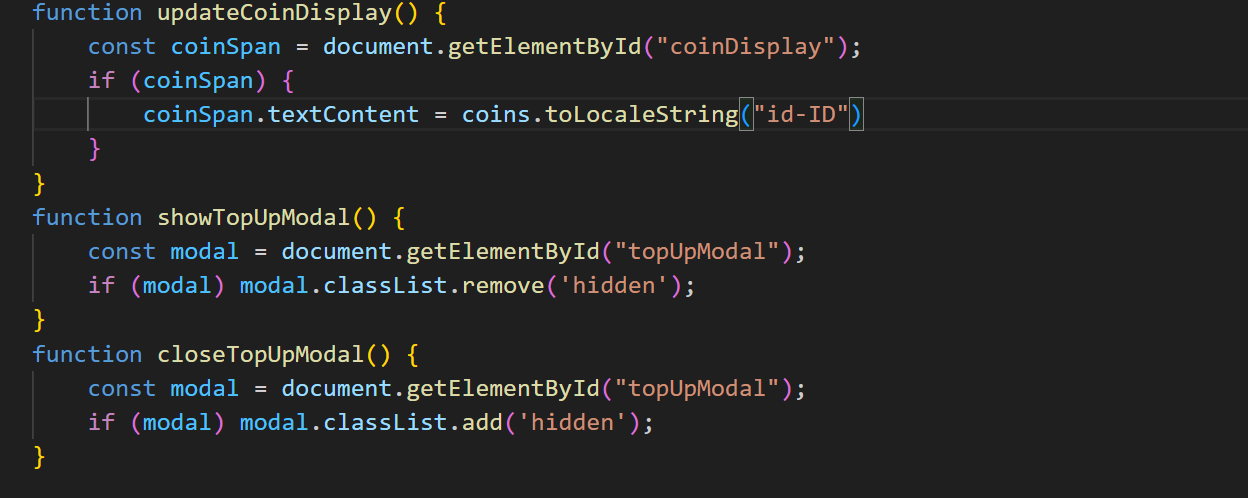 function updateCoinDisplay() {
    const coinSpan = document.getElementById("coinDisplay");
    if (coinSpan) {
        coinSpan.textContent = coins.toLocaleString("id-ID")
    }
}
function showTopUpModal() {
    const modal = document.getElementById("topUpModal");
    if (modal) modal.classList.remove('hidden');
}
function closeTopUpModal() {
    const modal = document.getElementById("topUpModal");
    if (modal) modal.classList.add('hidden');
}